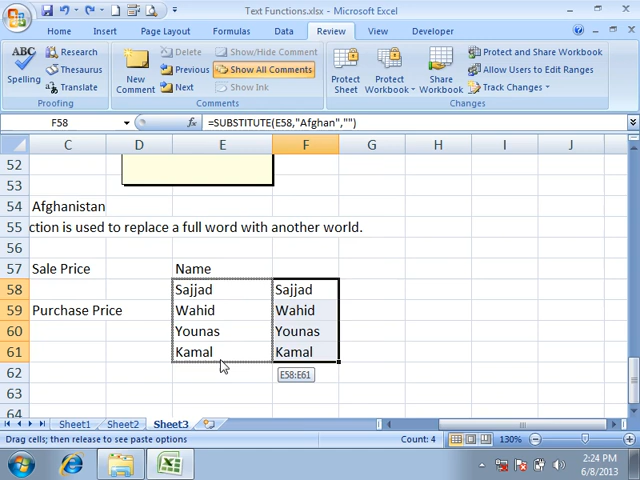 Text Functions.xlsx - Microsoft Excel
Home Insert Page Layout Formulas Data Review View Developer
ABC Spelling Research Thesaurus Translate Proofing
New Comment Delete Previous Next Show/Hide Comment Show All Comments Comments
Protect Sheet Protect Workbook Share Workbook Protect and Share Workbook Allow Users to Edit Ranges Track Changes Changes
F58 fx =SUBSTITUTE(E58,"Afghan","")
C D E F G H I J
52
53
54 Afghanistan
55 ction is used to replace a full word with another world.
56
57 Sale Price Name
58 Sajjad Sajjad
59 Purchase Price Wahid Wahid
60 Younas Younas
61 Kamal Kamal
62 E58:E61
63
64
Sheet1 Sheet2 Sheet3
Drag cells; then release to see paste options Count: 4 130%
2:24 PM
6/8/2013